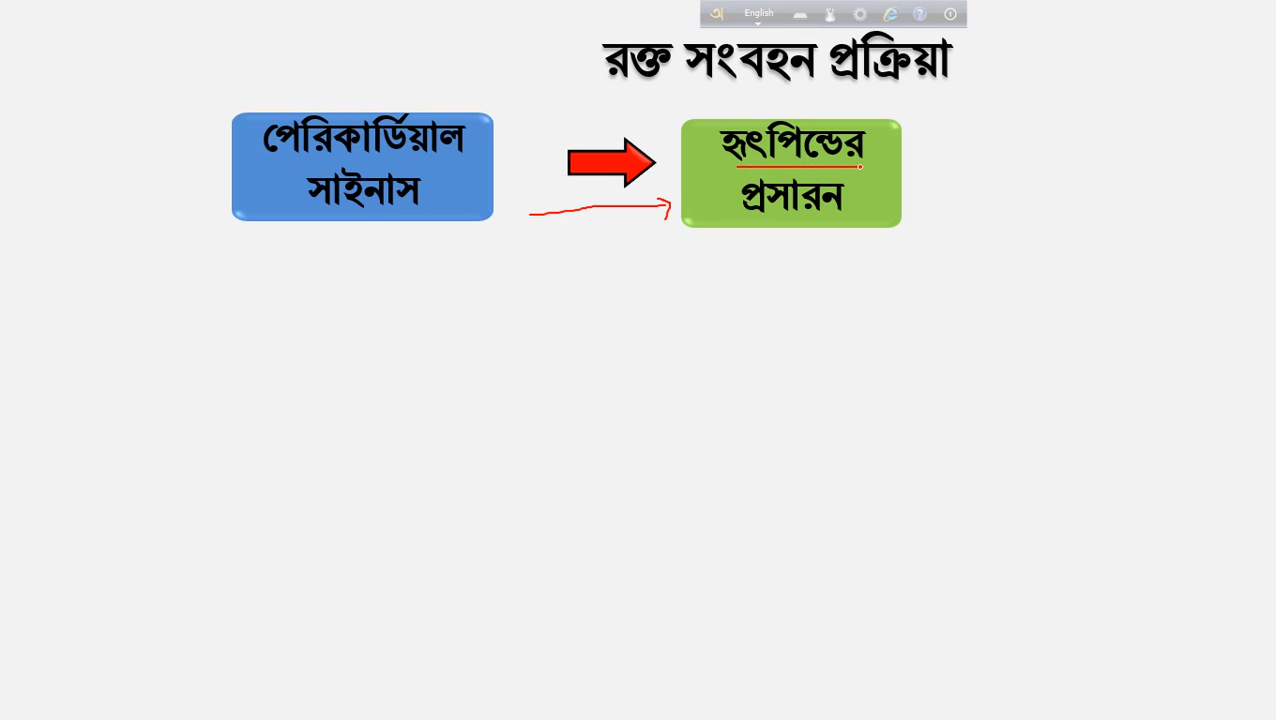 English
রক্ত সংবহন প্রক্রিয়া
পেরিকার্ডিয়াল
সাইনাস
হৃৎপিন্ডের
প্রসারন